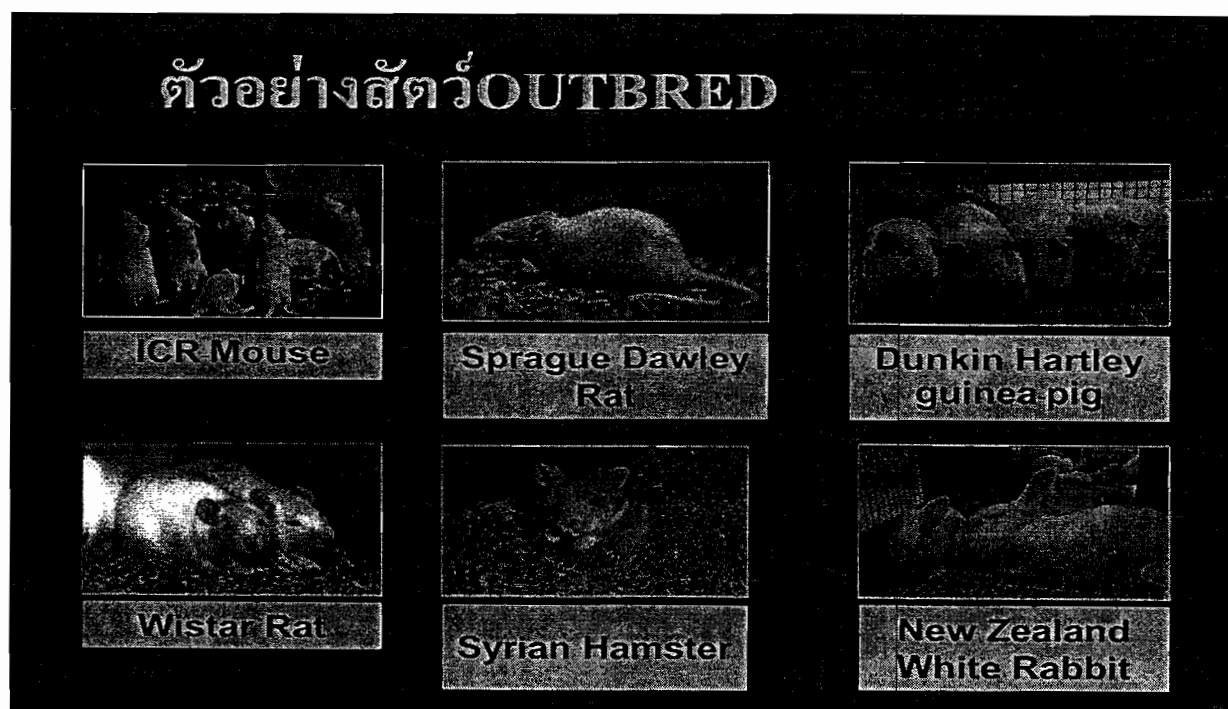 ตัวอย่างสัตว์OUTBRED
ICR Mouse
Sprague Dawley
Rat
Dunkin Hartley
guinea pig
Wistar Rat
Syrian Hamster
New Zealand
White Rabbit